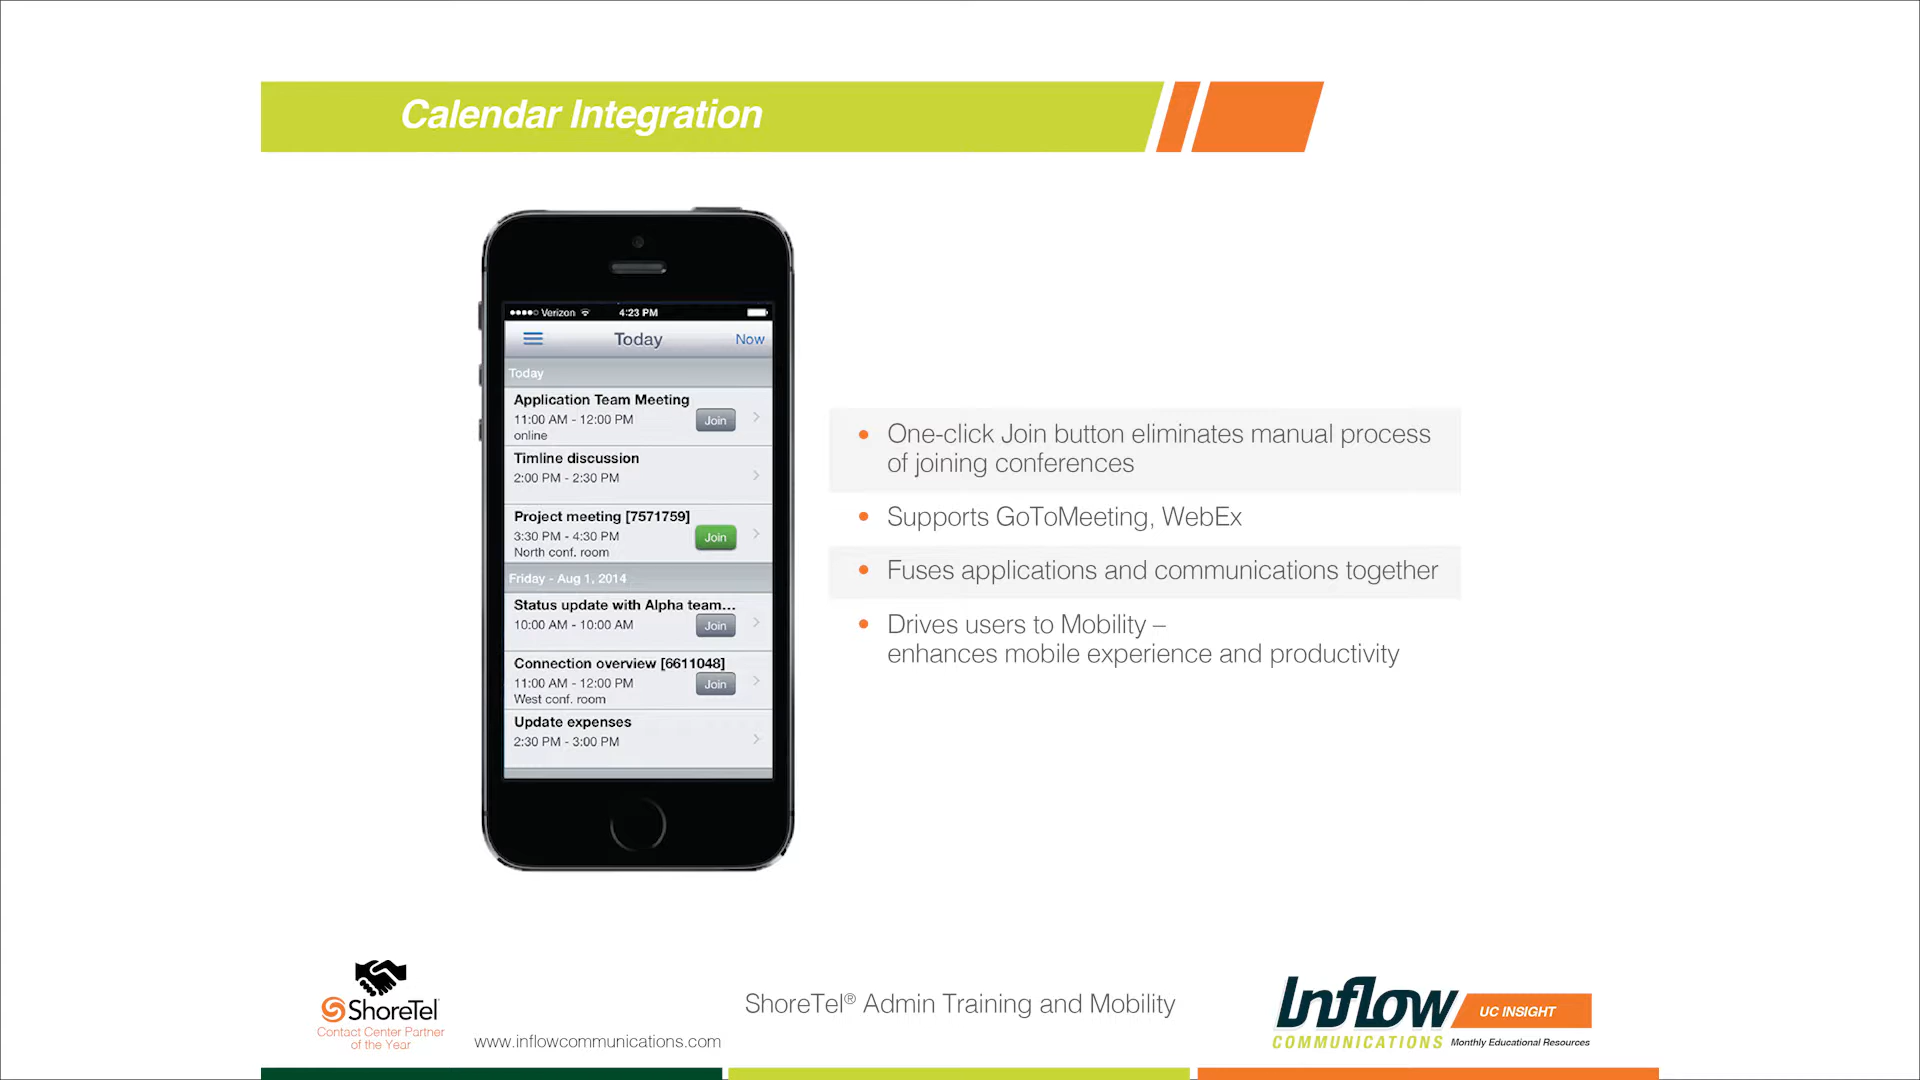 Calendar Integration
Verizon 4:23 PM
Today Now
Today
Application Team Meeting
11:00 AM - 12:00 PM Join
online
Timline discussion
2:00 PM - 2:30 PM
Project meeting [7571759]
3:30 PM - 4:30 PM Join
North conf. room
Friday - Aug 1, 2014
Status update with Alpha team...
10:00 AM - 10:00 AM Join
Connection overview [6611048]
11:00 AM - 12:00 PM Join
West conf. room
Update expenses
2:30 PM - 3:00 PM
• One-click Join button eliminates manual process
of joining conferences
• Supports GoToMeeting, WebEx
• Fuses applications and communications together
• Drives users to Mobility –
enhances mobile experience and productivity
ShoreTel
Contact Center Partner
of the Year
www.inflowcommunications.com
ShoreTel® Admin Training and Mobility
Inflow UC INSIGHT
COMMUNICATIONS Monthly Educational Resources